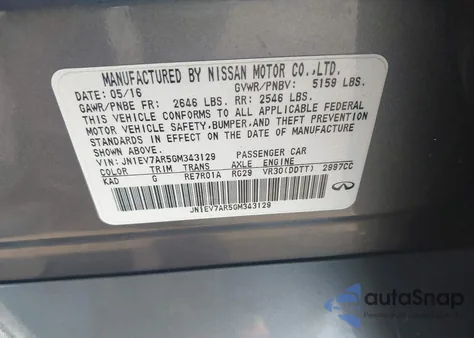 MANUFACTURED BY NISSAN MOTOR CO.,LTD.
DATE: 05/16 GVWR/PNBV: 5159 LBS.
GAWR/PNBE FR: 2646 LBS. RR: 2546 LBS.
THIS VEHICLE CONFORMS TO ALL APPLICABLE FEDERAL
MOTOR VEHICLE SAFETY,BUMPER,AND THEFT PREVENTION
STANDARDS IN EFFECT ON THE DATE OF MANUFACTURE
SHOWN ABOVE.
VIN: JN1EV7AR5GM343129 PASSENGER CAR
COLOR TRIM TRANS AXLE ENGINE
KAD G RE7R01A RG29 VR30(DDTT) 2997CC
JN1EV7AR5GM343129
autoSnap
Powered by